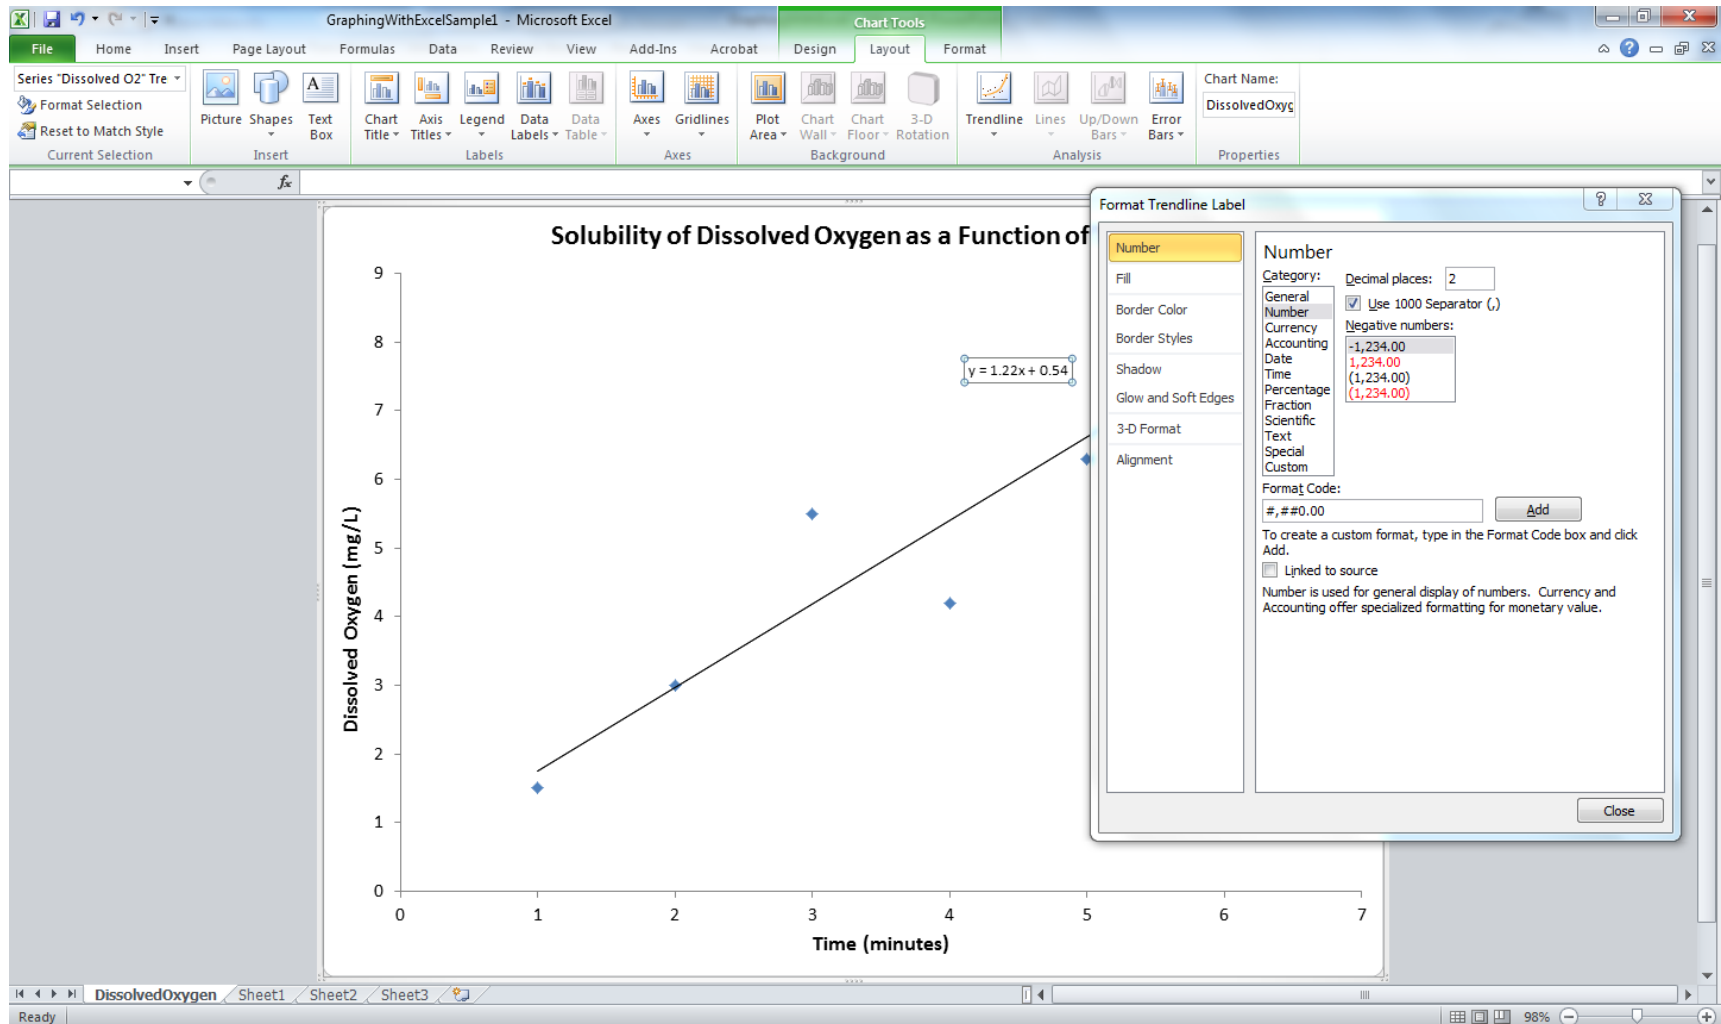 GraphingWithExcelSample1 - Microsoft Excel
Chart Tools
File Home Insert Page Layout Formulas Data Review View Add-Ins Acrobat Design Layout Format
Series "Dissolved O2" Tre
Format Selection
Reset to Match Style
Current Selection
Picture Shapes Text Box
Insert
Chart Title Axis Titles Legend Data Labels Data Table
Labels
Axes Gridlines
Axes
Plot Area Chart Wall Chart Floor 3-D Rotation
Background
Trendline Lines Up/Down Bars Error Bars
Analysis
Chart Name:
DissolvedOxyg
Properties
fx
Solubility of Dissolved Oxygen as a Function of
9
8
7
6
5
4
3
2
1
0
Dissolved Oxygen (mg/L)
y = 1.22x + 0.54
0 1 2 3 4 5 6 7
Time (minutes)
Format Trendline Label
Number
Fill
Border Color
Border Styles
Shadow
Glow and Soft Edges
3-D Format
Alignment
Number
Category:
General
Number
Currency
Accounting
Date
Time
Percentage
Fraction
Scientific
Text
Special
Custom
Decimal places: 2
Use 1000 Separator (,)
Negative numbers:
-1,234.00
1,234.00
(1,234.00)
(1,234.00)
Format Code:
#,##0.00
Add
To create a custom format, type in the Format Code box and click
Add.
Linked to source
Number is used for general display of numbers. Currency and
Accounting offer specialized formatting for monetary value.
Close
DissolvedOxygen Sheet1 Sheet2 Sheet3
Ready
98%